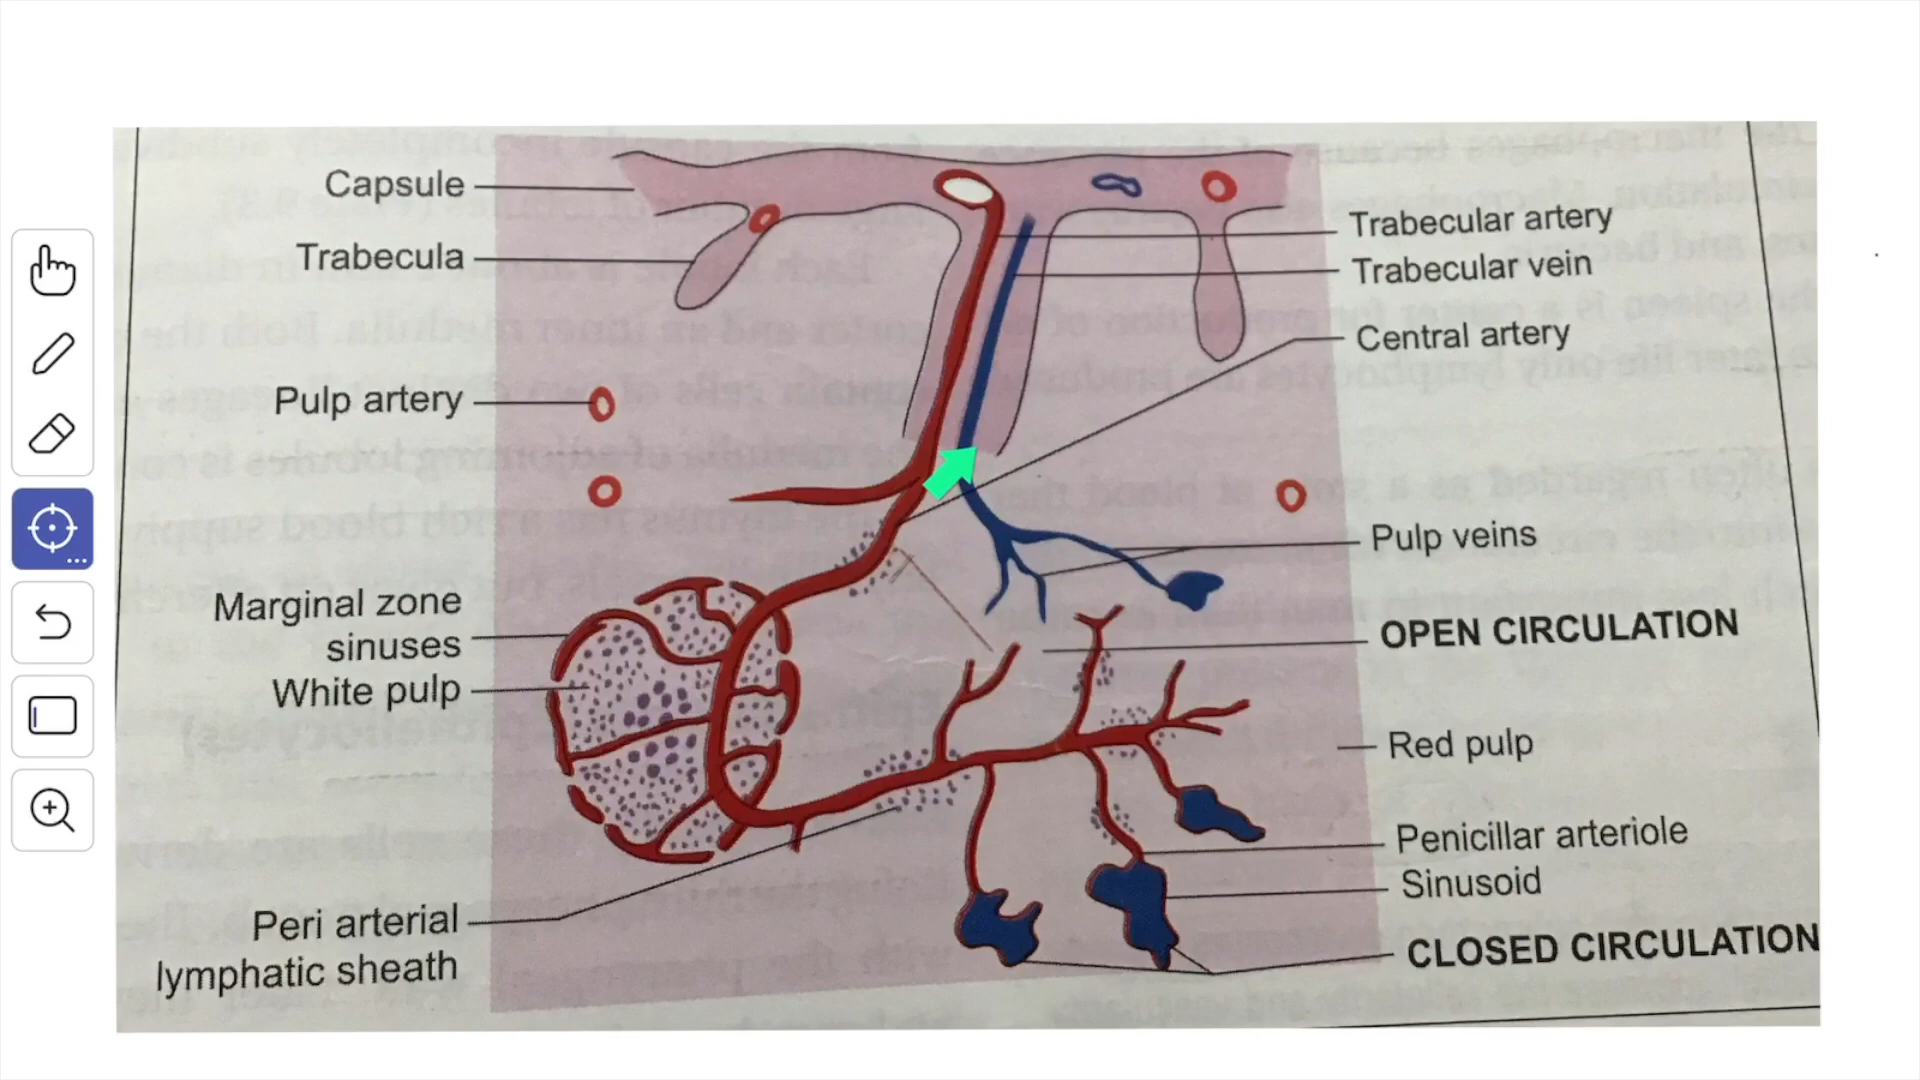 Capsule
Trabecula
Pulp artery
Marginal zone
sinuses
White pulp
Peri arterial
lymphatic sheath
Trabecular artery
Trabecular vein
Central artery
Pulp veins
OPEN CIRCULATION
Red pulp
Penicillar arteriole
Sinusoid
CLOSED CIRCULATION